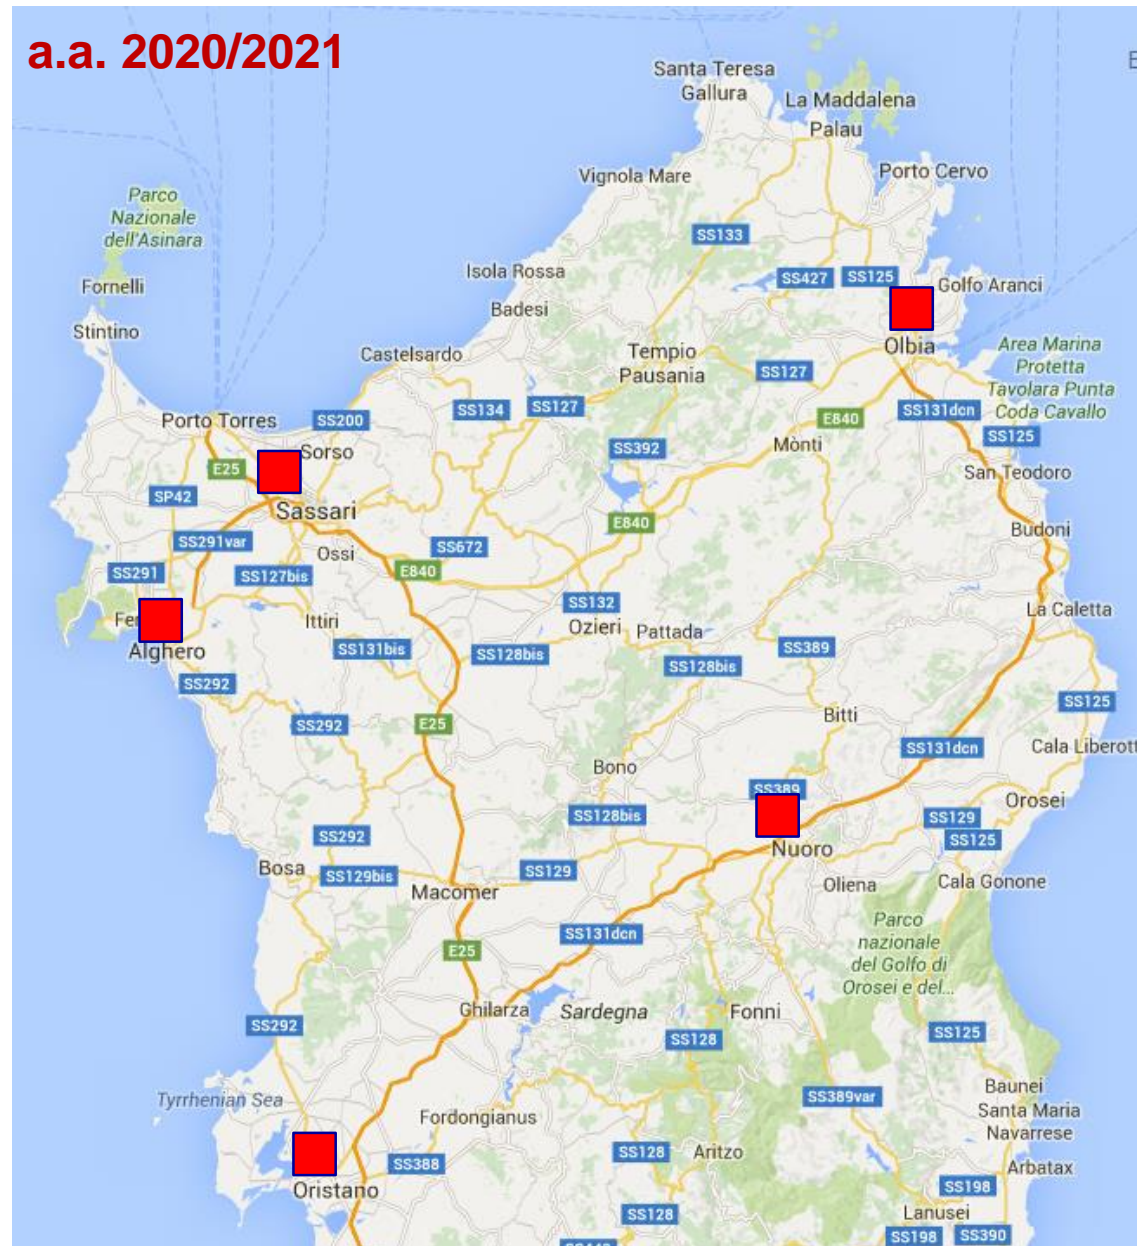 a.a. 2020/2021
E
Santa Teresa
Gallura
La Maddalena
Palau
Porto Cervo
Vignola Mare
Parco
Nazionale
dell'Asinara
SS133
Isola Rossa
SS427
SS125
Fornelli
Golfo Aranci
Badesi
Stintino
Olbia
Area Marina
Protetta
Tavolara Punta
Coda Cavallo
Castelsardo
Tempio
Pausania
SS127
SS134
SS127
SS131dcn
Porto Torres
SS200
E840
SS125
Sorso
SS392
Mònti
E25
San Teodoro
SP42
Sassari
E840
Budoni
SS291var
Ossi
SS672
SS291
SS127bis
E840
SS132
La Caletta
Fer
Ittiri
Ozieri
Pattada
Alghero
SS131bis
SS128bis
SS389
SS128bis
SS292
SS125
SS292
E25
Bitti
SS131dcn
Cala Liberott
Bono
SS389
Orosei
SS128bis
SS129
SS292
SS125
Nuoro
Bosa
SS129bis
SS129
Macomer
Oliena
Cala Gonone
Parco
nazionale
del Golfo di
Orosei e del...
SS131dcn
E25
Ghilarza
Sardegna
Fonni
SS292
SS128
SS125
Tyrrhenian Sea
SS389var
Baunei
Santa Maria
Navarrese
Fordongianus
SS128
Aritzo
SS388
Arbatax
Oristano
SS198
Lanusei
SS128
SS198
SS390